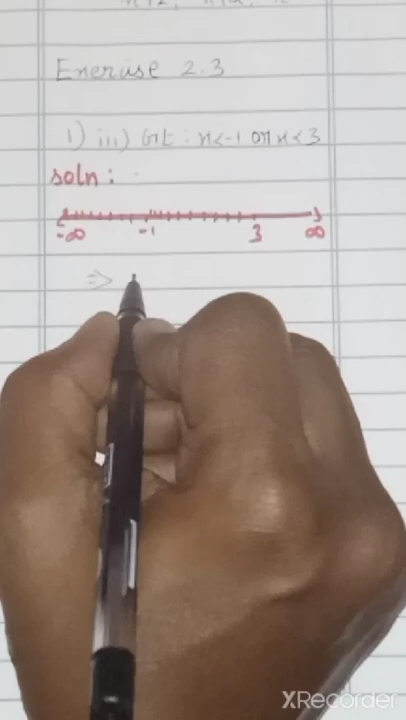 Exercise 2.3
1) iii) Git : x < -1 or x < 3
soln :
-∞ -1 3 ∞
⇒
XRecorder